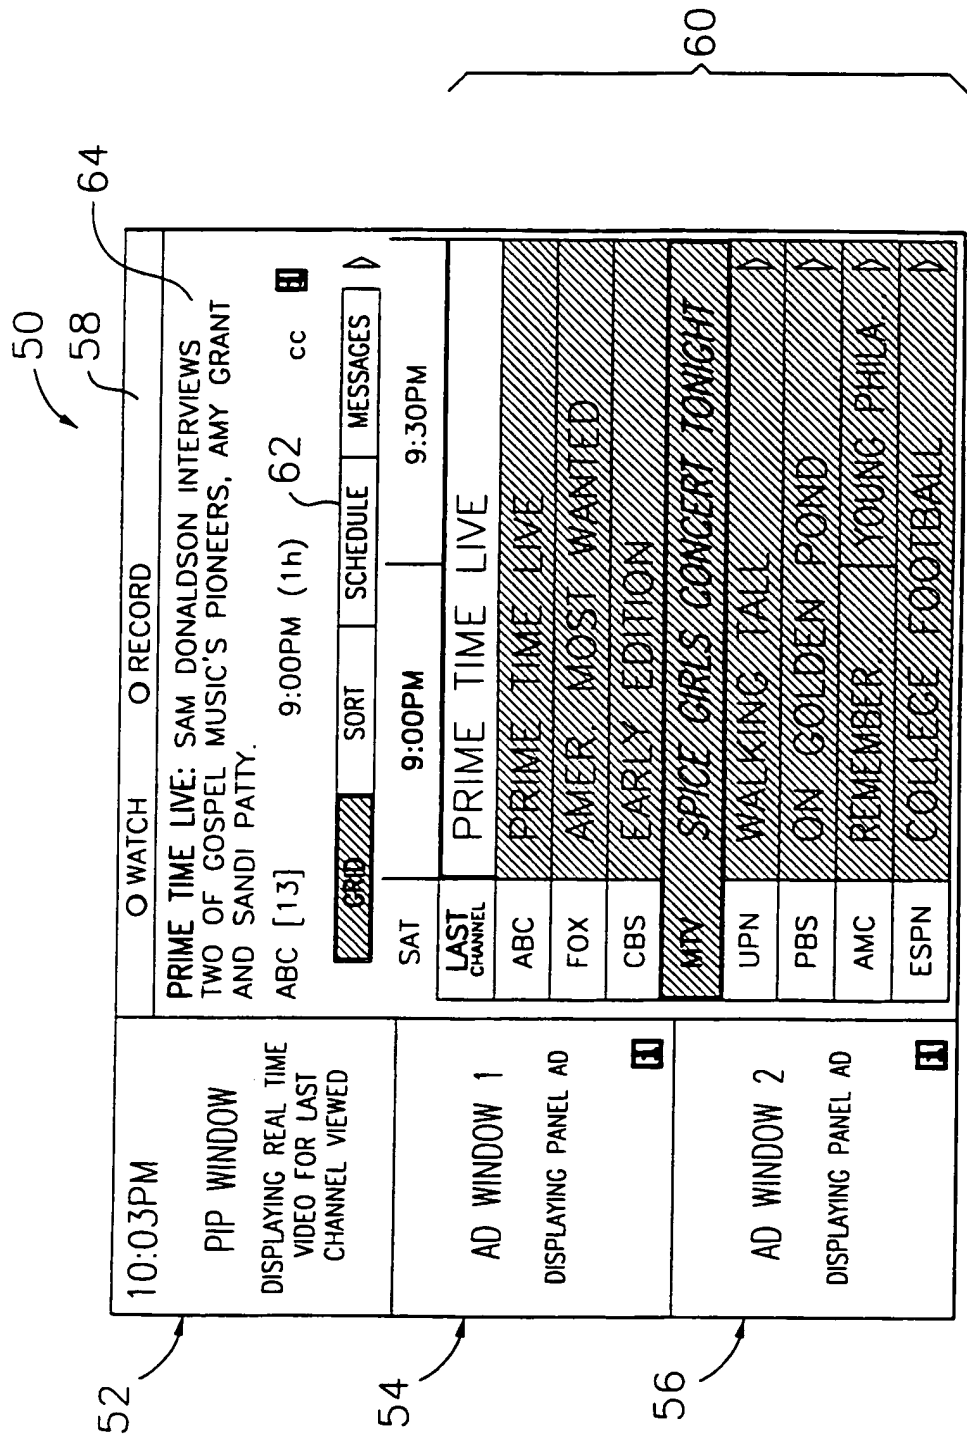 50
58
64
52
10:03PM
PIP WINDOW
DISPLAYING REAL TIME
VIDEO FOR LAST
CHANNEL VIEWED
54
AD WINDOW 1
DISPLAYING PANEL AD
i
56
AD WINDOW 2
DISPLAYING PANEL AD
i
O WATCH O RECORD
PRIME TIME LIVE: SAM DONALDSON INTERVIEWS
TWO OF GOSPEL MUSIC'S PIONEERS, AMY GRANT
AND SANDI PATTY.
ABC [13] 9:00PM (1h) cc i
62
GRID SORT SCHEDULE MESSAGES
SAT 9:00PM 9:30PM
LAST CHANNEL PRIME TIME LIVE
ABC PRIME TIME LIVE
FOX AMER. MOST WANTED
CBS EARLY EDITION
MTV SPICE GIRLS CONCERT TONIGHT
UPN WALKING TALL
PBS ON GOLDEN POND
AMC REMEMBER... YOUNG PHILA...
ESPN COLLEGE FOOTBALL
60